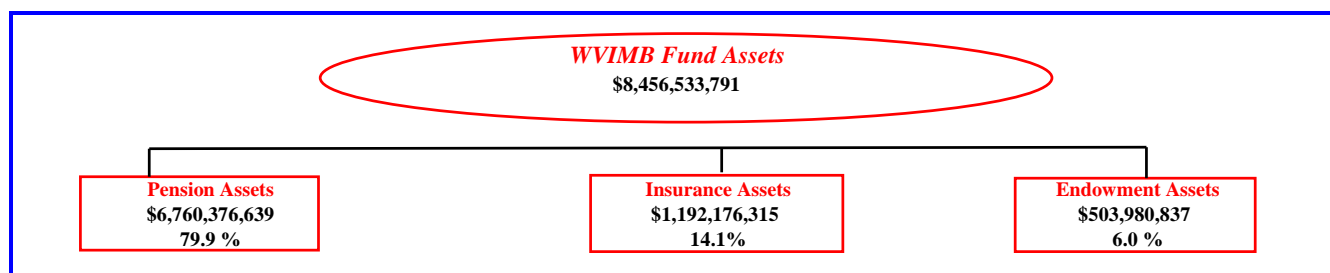 WVIMB Fund Assets
$8,456,533,791
Pension Assets
$6,760,376,639
79.9 %
Insurance Assets
$1,192,176,315
14.1%
Endowment Assets
$503,980,837
6.0 %